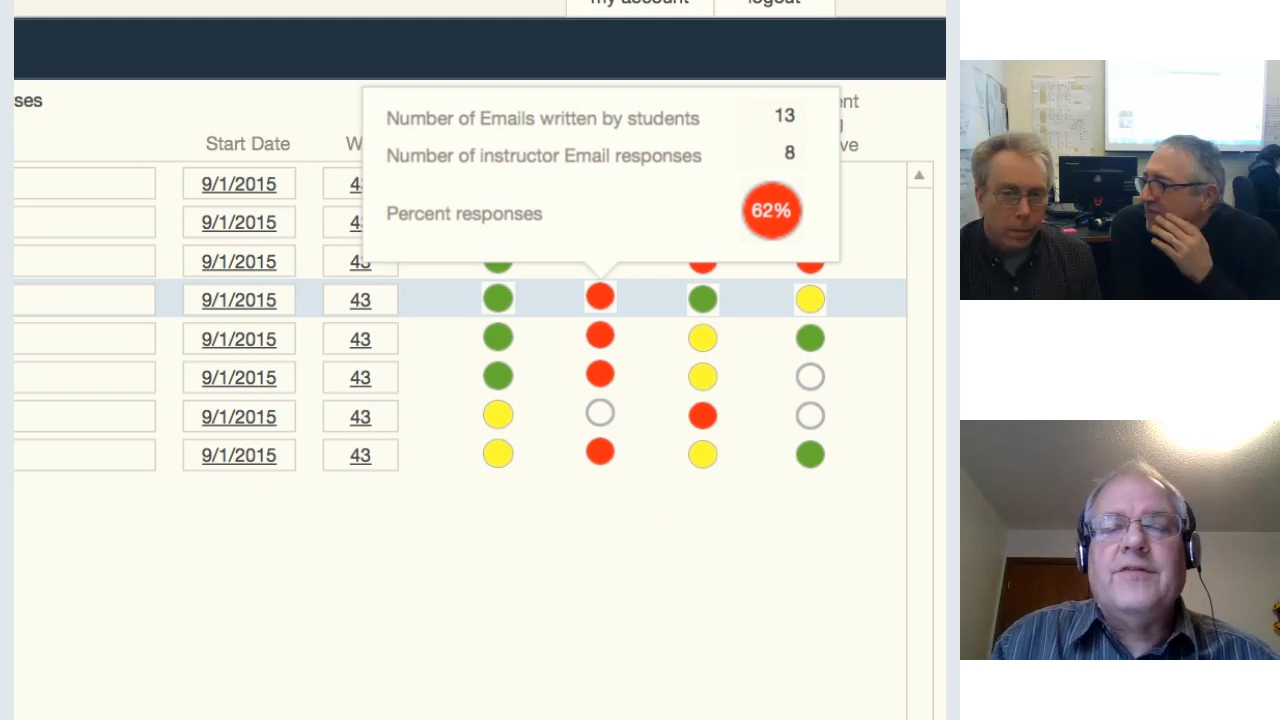 my account logout
ses
Number of Emails written by students 13
Number of instructor Email responses 8
Percent responses 62%
Start Date
9/1/2015 43
9/1/2015 43
9/1/2015 43
9/1/2015 43
9/1/2015 43
9/1/2015 43
9/1/2015 43
9/1/2015 43